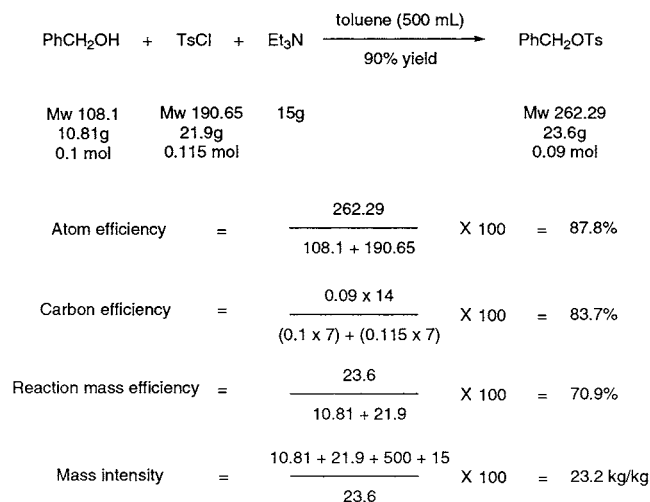 toluene (500 mL)
PhCH₂OH + TsCl + Et₃N PhCH₂OTs
90% yield
Mw 108.1 Mw 190.65 15g Mw 262.29
10.81g 21.9g 23.6g
0.1 mol 0.115 mol 0.09 mol
262.29
Atom efficiency = X 100 = 87.8%
108.1 + 190.65
0.09 x 14
Carbon efficiency = X 100 = 83.7%
(0.1 x 7) + (0.115 x 7)
23.6
Reaction mass efficiency = X 100 = 70.9%
10.81 + 21.9
10.81 + 21.9 + 500 + 15
Mass intensity = X 100 = 23.2 kg/kg
23.6